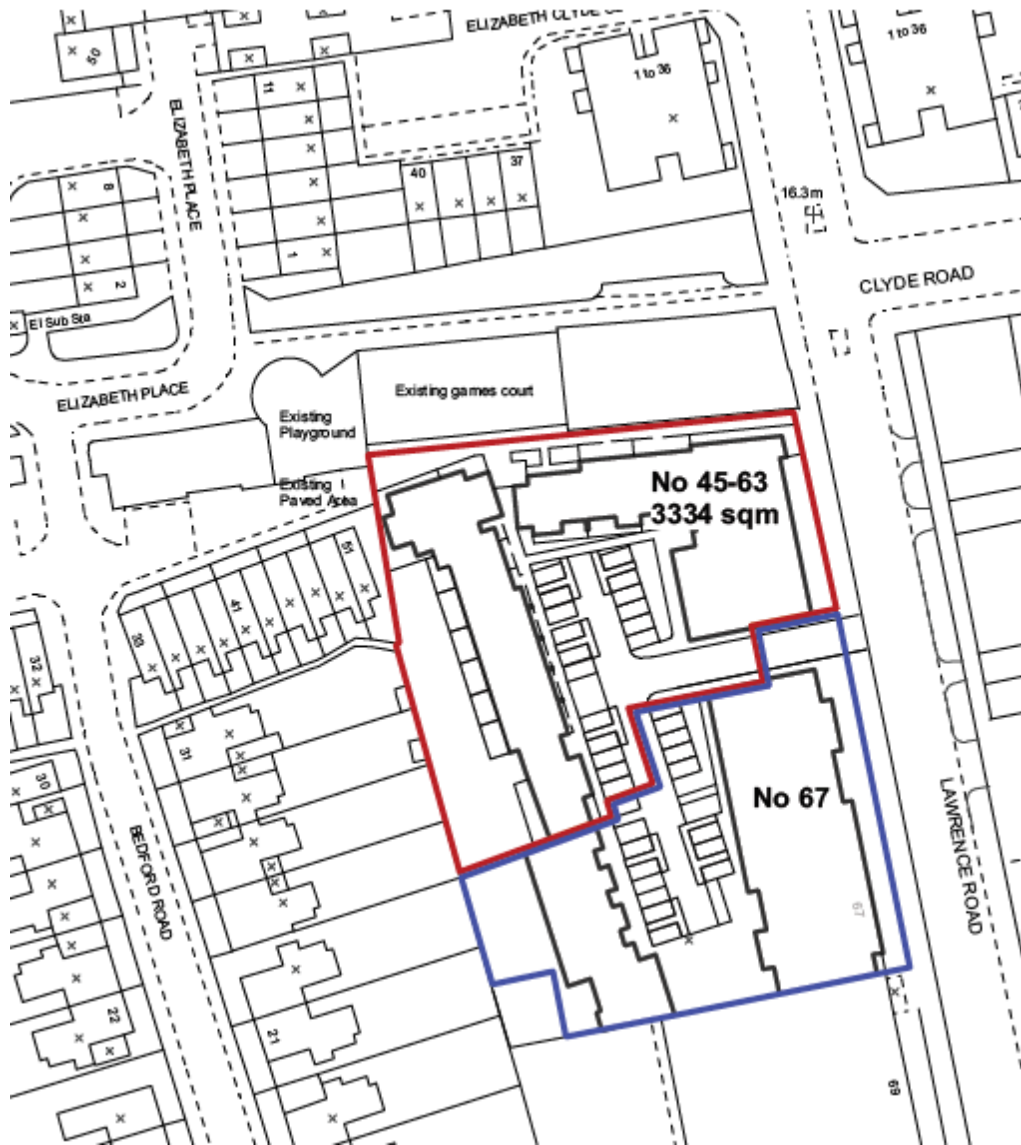 ELIZABETH CLYDE
1 to 36
1 to 36
50
11
ELIZABETH PLACE
40
37
8
16.3m
1
2
CLYDE ROAD
El Sub Sta
ELIZABETH PLACE
Existing games court
Existing
Playground
Existing
Paved Area
No 45-63
3334 sqm
51
41
33
32
31
30
No 67
BEDFORD ROAD
LAWRENCE ROAD
67
22
21
69